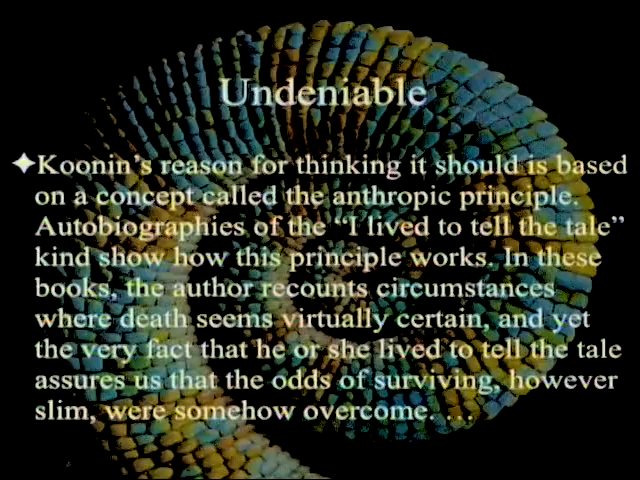 Undeniable
Koonin's reason for thinking it should is based
on a concept called the anthropic principle.
Autobiographies of the “I lived to tell the tale”
kind show how this principle works. In these
books, the author recounts circumstances
where death seems virtually certain, and yet
the very fact that he or she lived to tell the tale
assures us that the odds of surviving, however
slim, were somehow overcome. …